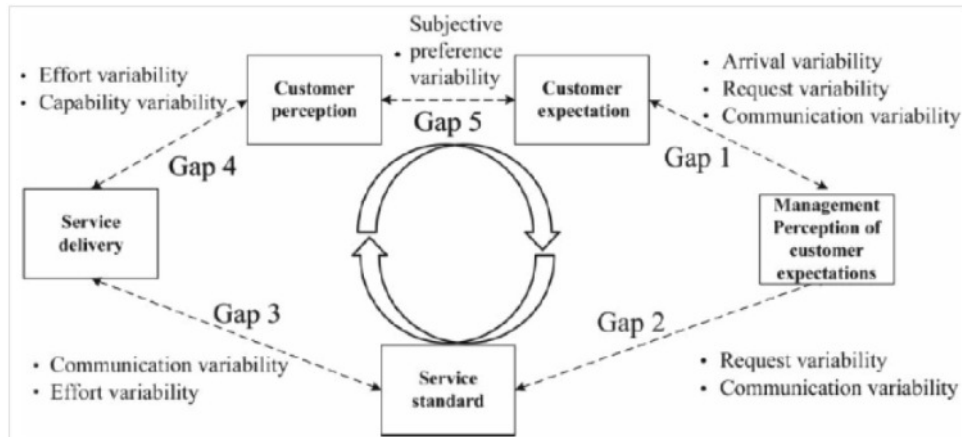 Subjective
• preference
variability
• Effort variability
• Capability variability
Customer
perception
Customer
expectation
• Arrival variability
• Request variability
• Communication variability
Gap 5
Gap 4
Gap 1
Service
delivery
Management
Perception of
customer
expectations
Gap 3
Gap 2
• Communication variability
• Effort variability
Service
standard
• Request variability
• Communication variability